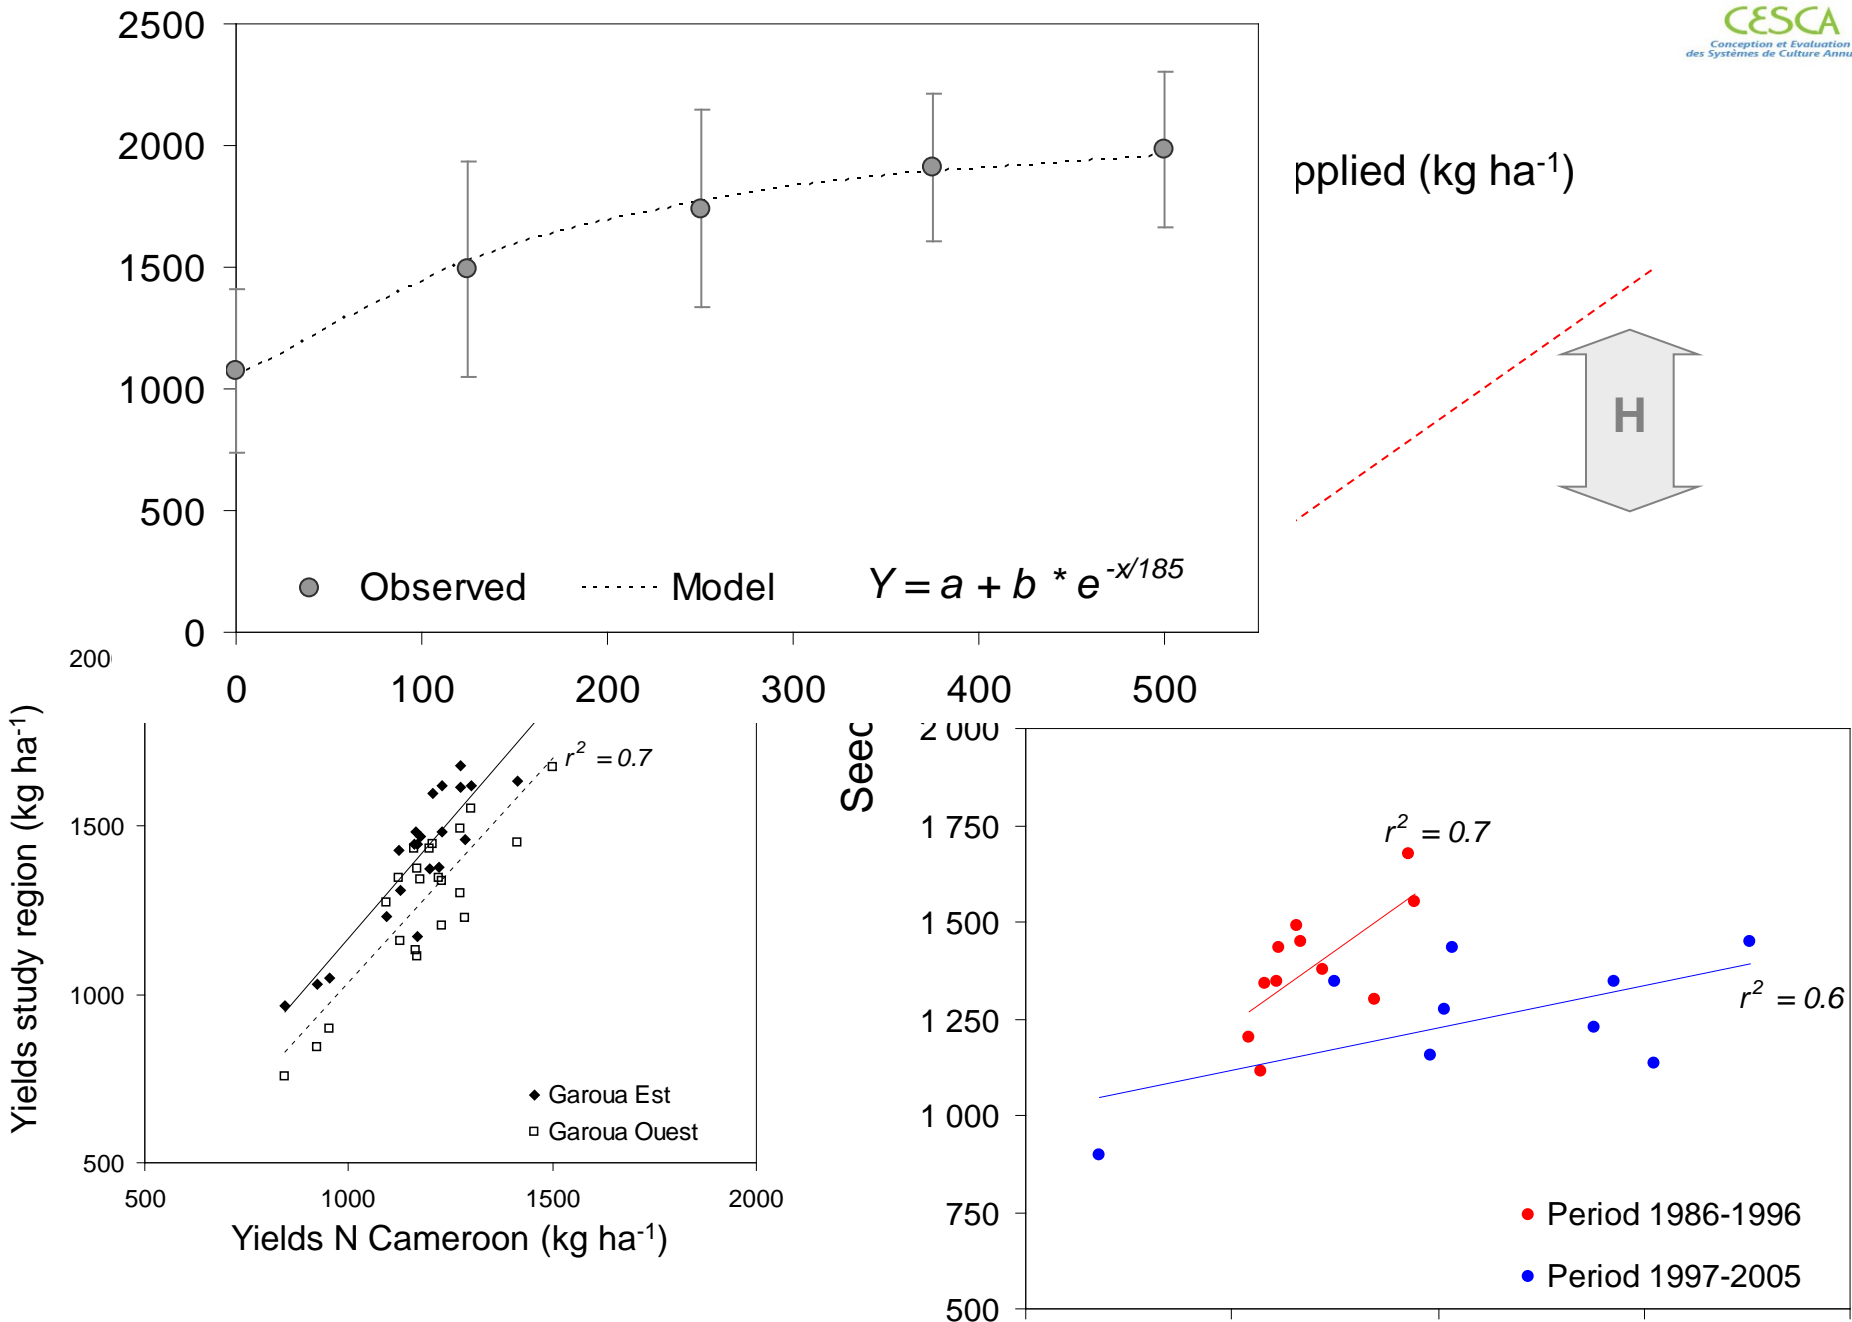 CESCA
Conception et Evaluation
des Systèmes de Culture Annu
2500
2000
1500
1000
500
0
Observed
Model
Y = a + b * e^-x/185
0 100 200 300 400 500
pplied (kg ha-1)
H
200
1500
1000
500
500 1000 1500 2000
Yields study region (kg ha-1)
r² = 0.7
Garoua Est
Garoua Ouest
Yields N Cameroon (kg ha-1)
Seed
2 000
1 750
1 500
1 250
1 000
750
500
r² = 0.7
r² = 0.6
Period 1986-1996
Period 1997-2005